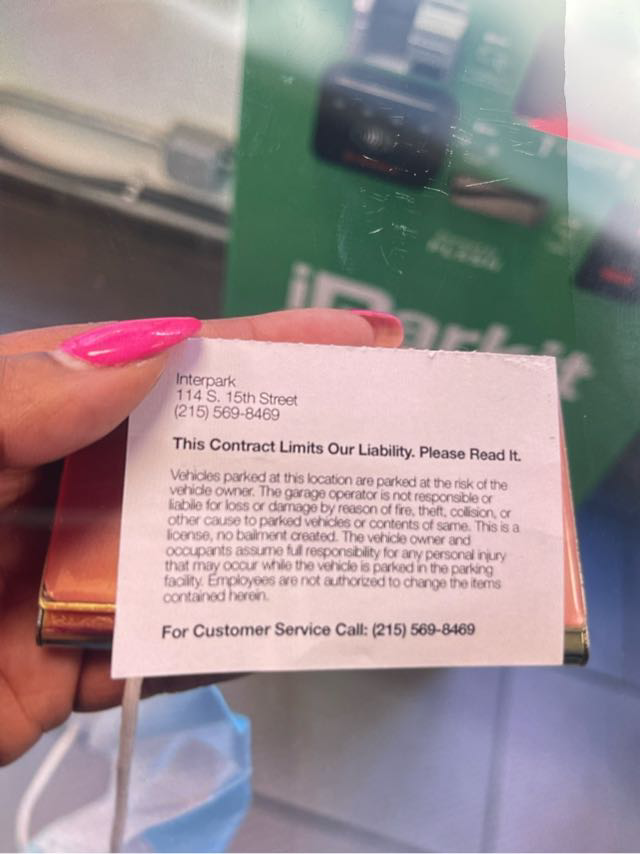 iParkit
Interpark
114 S. 15th Street
(215) 569-8469
This Contract Limits Our Liability. Please Read It.
Vehicles parked at this location are parked at the risk of the
vehicle owner. The garage operator is not responsible or
liabile for loss or damage by reason of fire, theft, collision, or
other cause to parked vehicles or contents of same. This is a
license, no bailment created. The vehicle owner and
occupants assume full responsibility for any personal injury
that may occur while the vehicle is parked in the parking
facility. Employees are not authorized to change the items
contained herein.
For Customer Service Call: (215) 569-8469